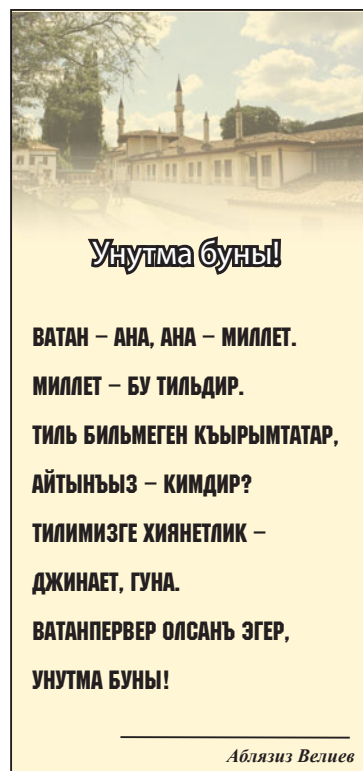 Унутма буны!
ВАТАН – АНА, АНА – МИЛЛЕТ.
МИЛЛЕТ – БУ ТИЛЬДИР.
ТИЛЬ БИЛЬМЕГЕН КЪЫРЫМТАТАР,
АЙТЫНЪЫЗ – КИМДИР?
ТИЛИМИЗГЕ ХИЯНЕТЛИК –
ДЖИНАЕТ, ГУНА.
ВАТАНПЕРВЕР ОЛСАНЪ ЭГЕР,
УНУТМА БУНЫ!
Аблязиз Велиев